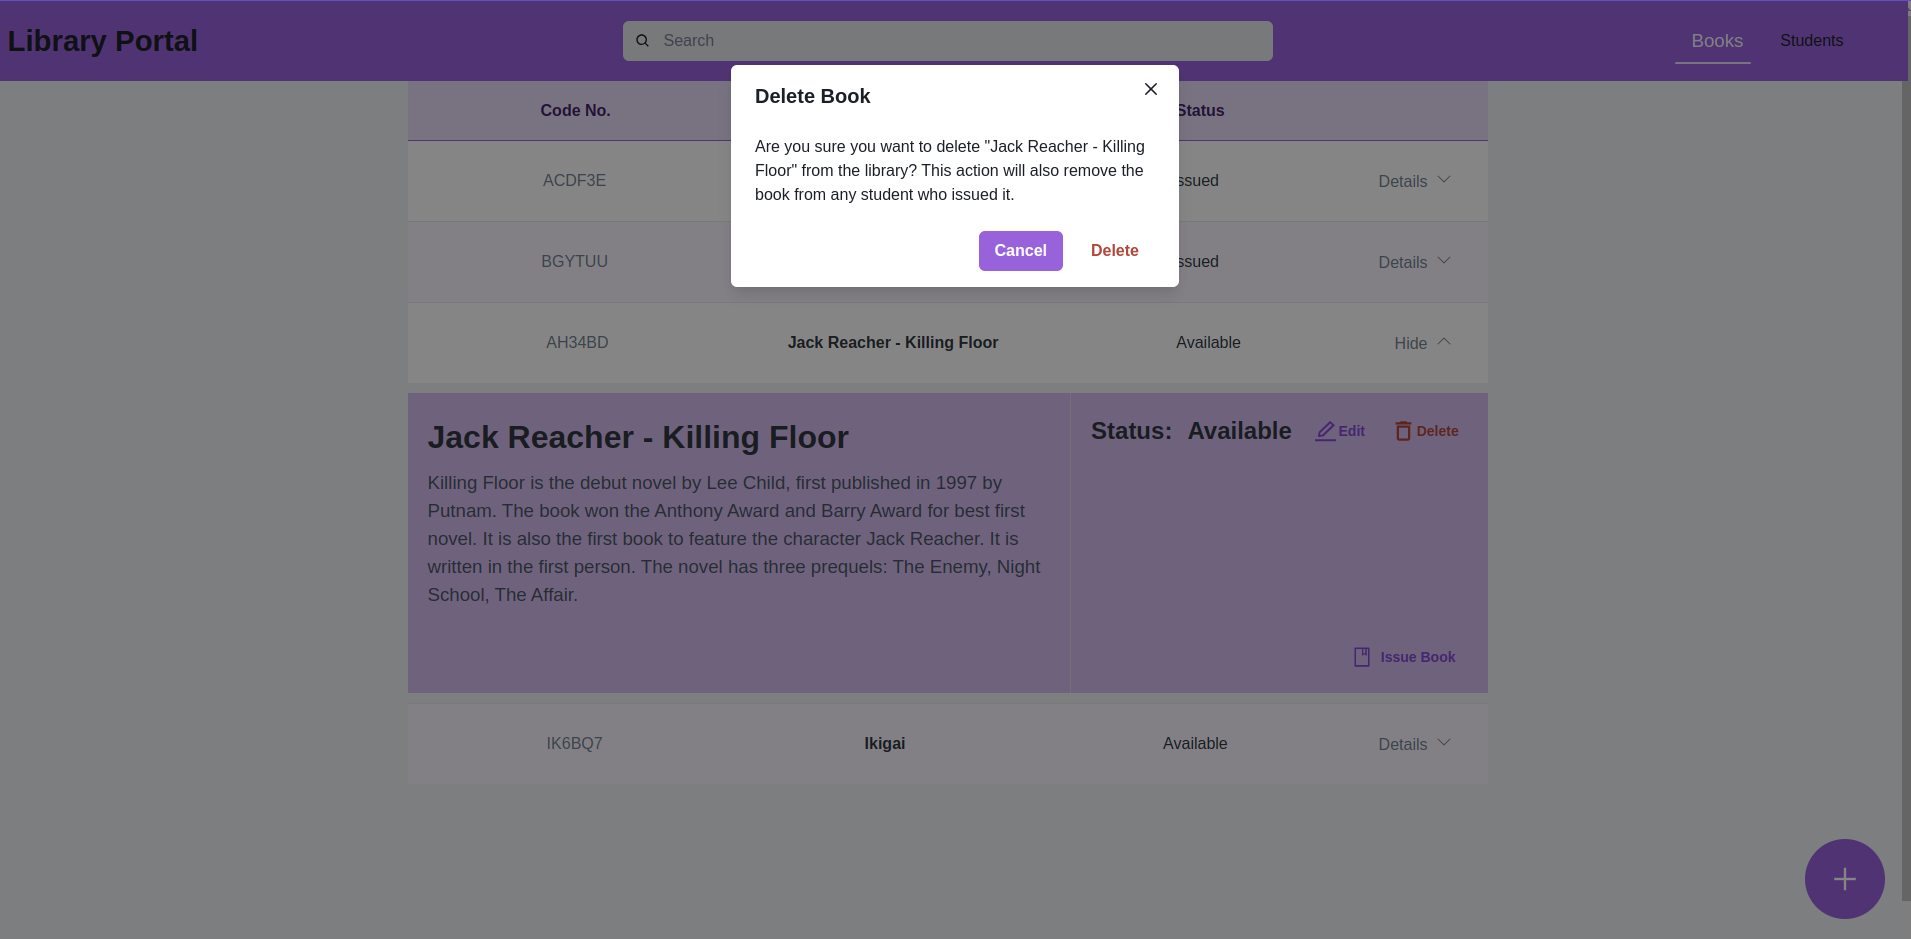 Library Portal
Search
Books
Students
Delete Book
Are you sure you want to delete "Jack Reacher - Killing
Floor" from the library? This action will also remove the
book from any student who issued it.
Cancel
Delete
Code No.
Status
ACDF3E
ssued
Details
BGYTUU
ssued
Details
AH34BD
Jack Reacher - Killing Floor
Available
Hide
Jack Reacher - Killing Floor
Killing Floor is the debut novel by Lee Child, first published in 1997 by
Putnam. The book won the Anthony Award and Barry Award for best first
novel. It is also the first book to feature the character Jack Reacher. It is
written in the first person. The novel has three prequels: The Enemy, Night
School, The Affair.
Status: Available
Edit
Delete
Issue Book
IK6BQ7
Ikigai
Available
Details